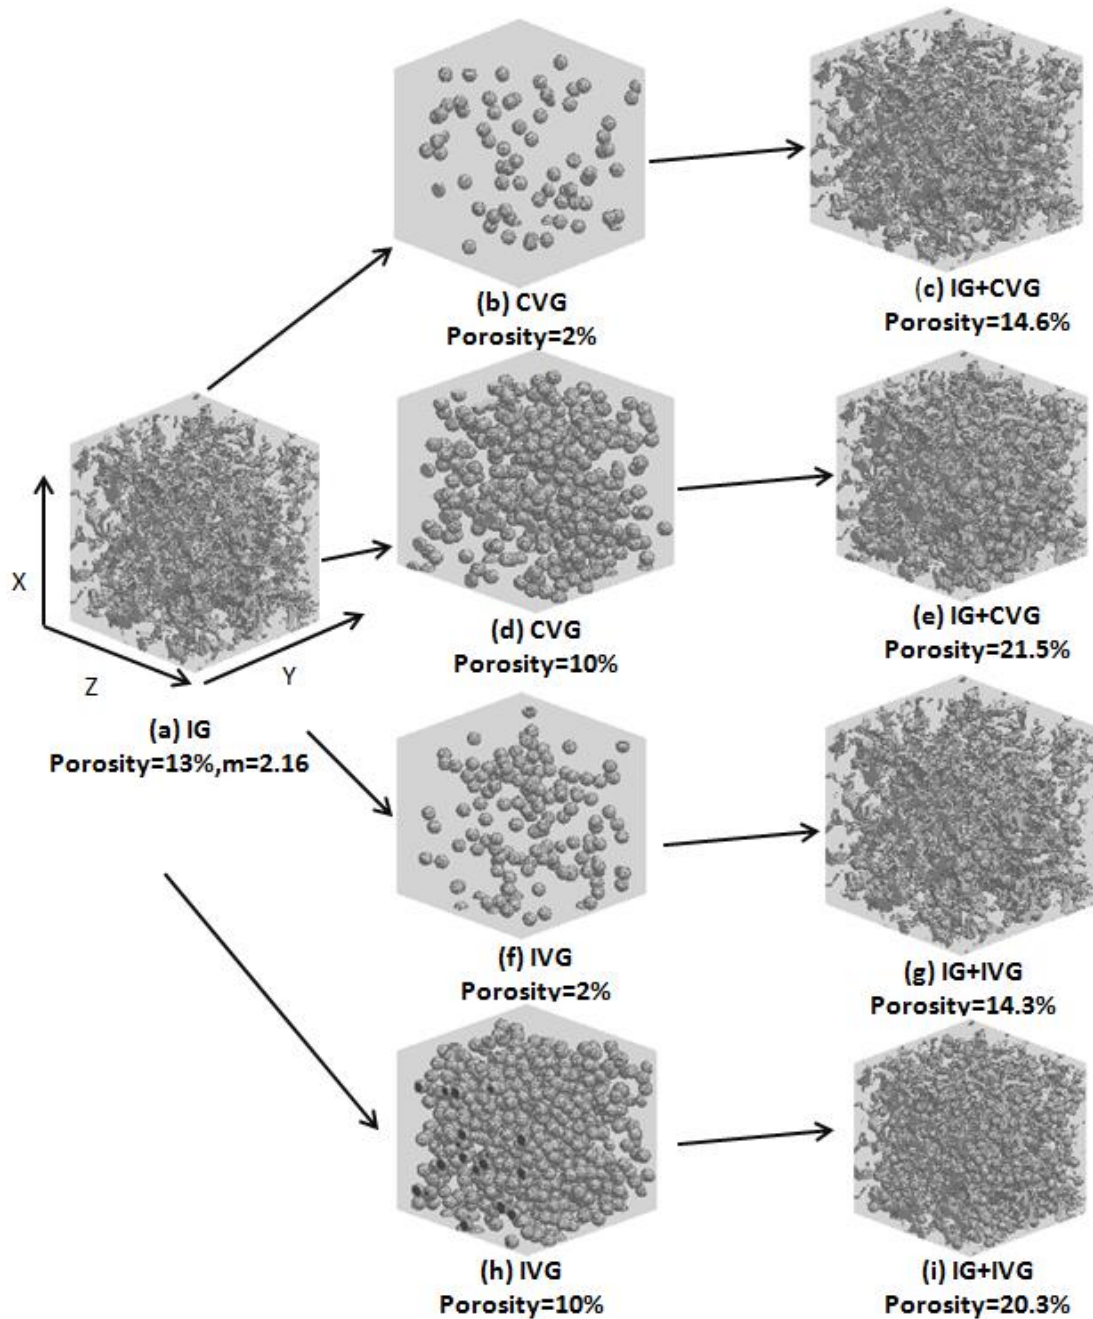 (b) CVG
Porosity=2%
(c) IG+CVG
Porosity=14.6%
X
Z
Y
(a) IG
Porosity=13%,m=2.16
(d) CVG
Porosity=10%
(e) IG+CVG
Porosity=21.5%
(f) IVG
Porosity=2%
(g) IG+IVG
Porosity=14.3%
(h) IVG
Porosity=10%
(i) IG+IVG
Porosity=20.3%